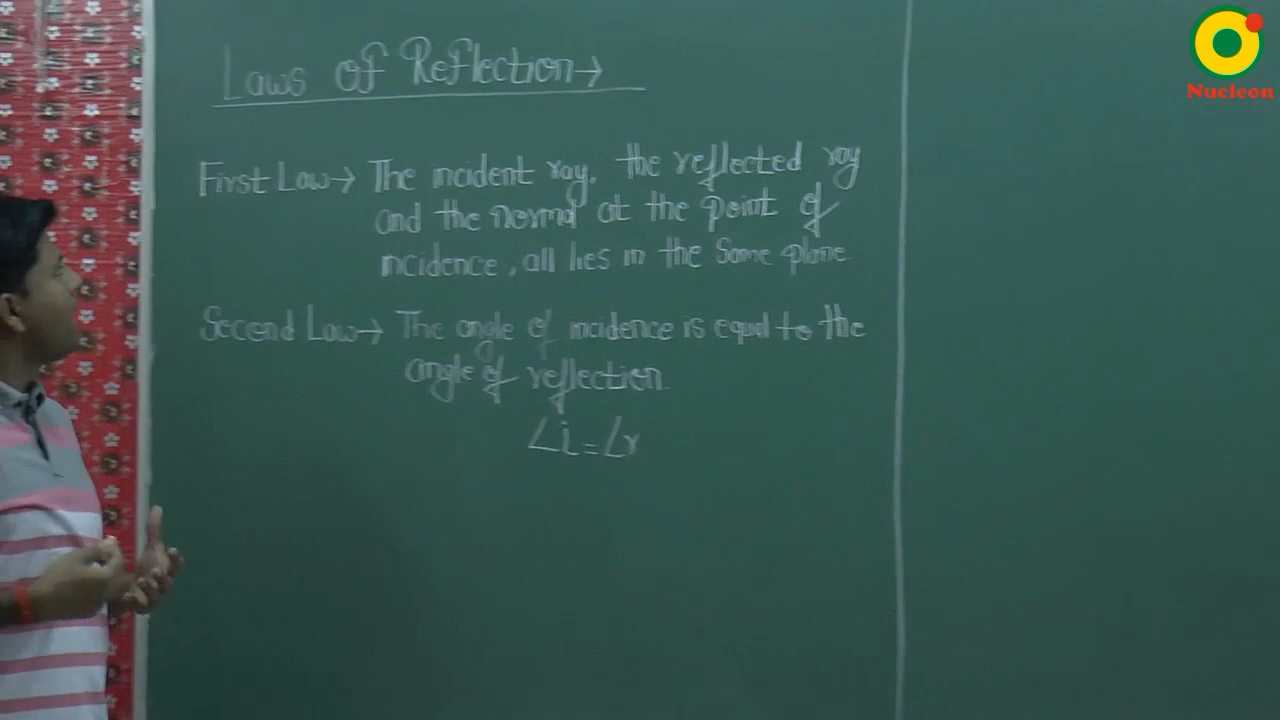 Laws of Reflection→
Nucleon
First Law→ The incident ray, the reflected ray
and the normal at the point of
incidence, all lies in the same plane
Second Law→ The angle of incidence is equal to the
angle of reflection.
∠i=∠r